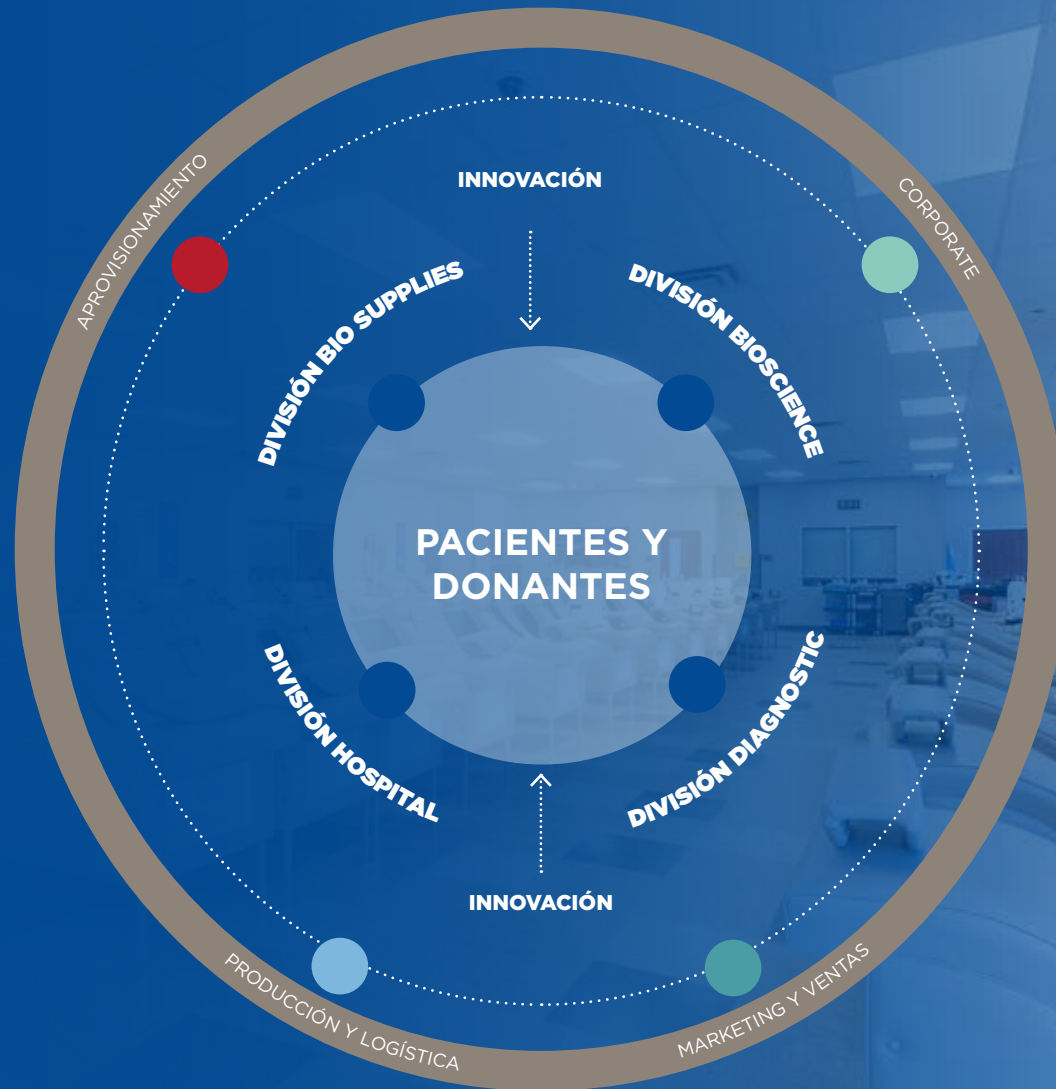 APROVISIONAMIENTO
CORPORATE
INNOVACIÓN
DIVISIÓN BIO SUPPLIES
DIVISIÓN BIOSCIENCE
PACIENTES Y
DONANTES
DIVISIÓN HOSPITAL
DIVISIÓN DIAGNOSTIC
INNOVACIÓN
PRODUCCIÓN Y LOGÍSTICA
MARKETING Y VENTAS